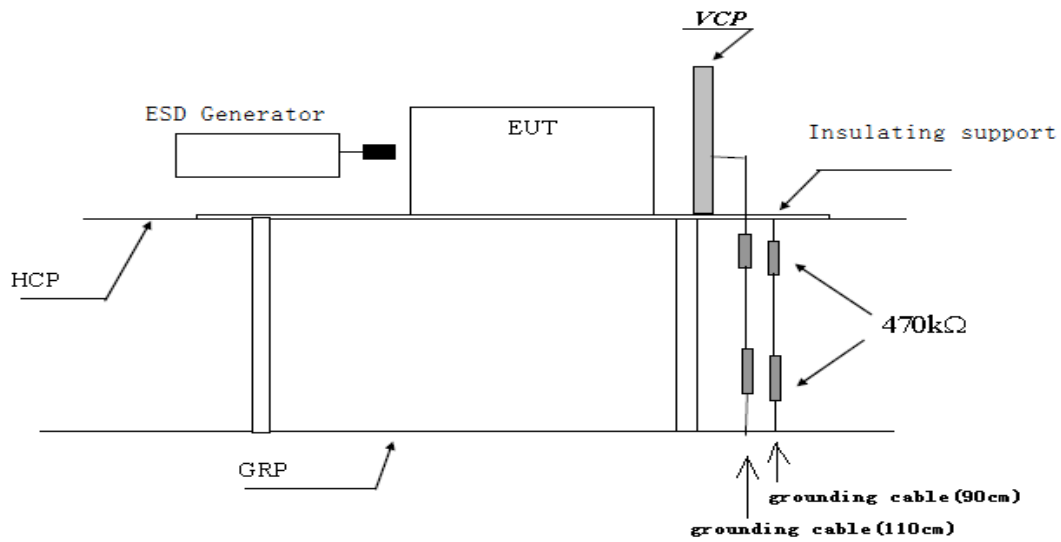 VCP
ESD Generator
EUT
Insulating support
HCP
470kΩ
GRP
grounding cable(90cm)
grounding cable(110cm)